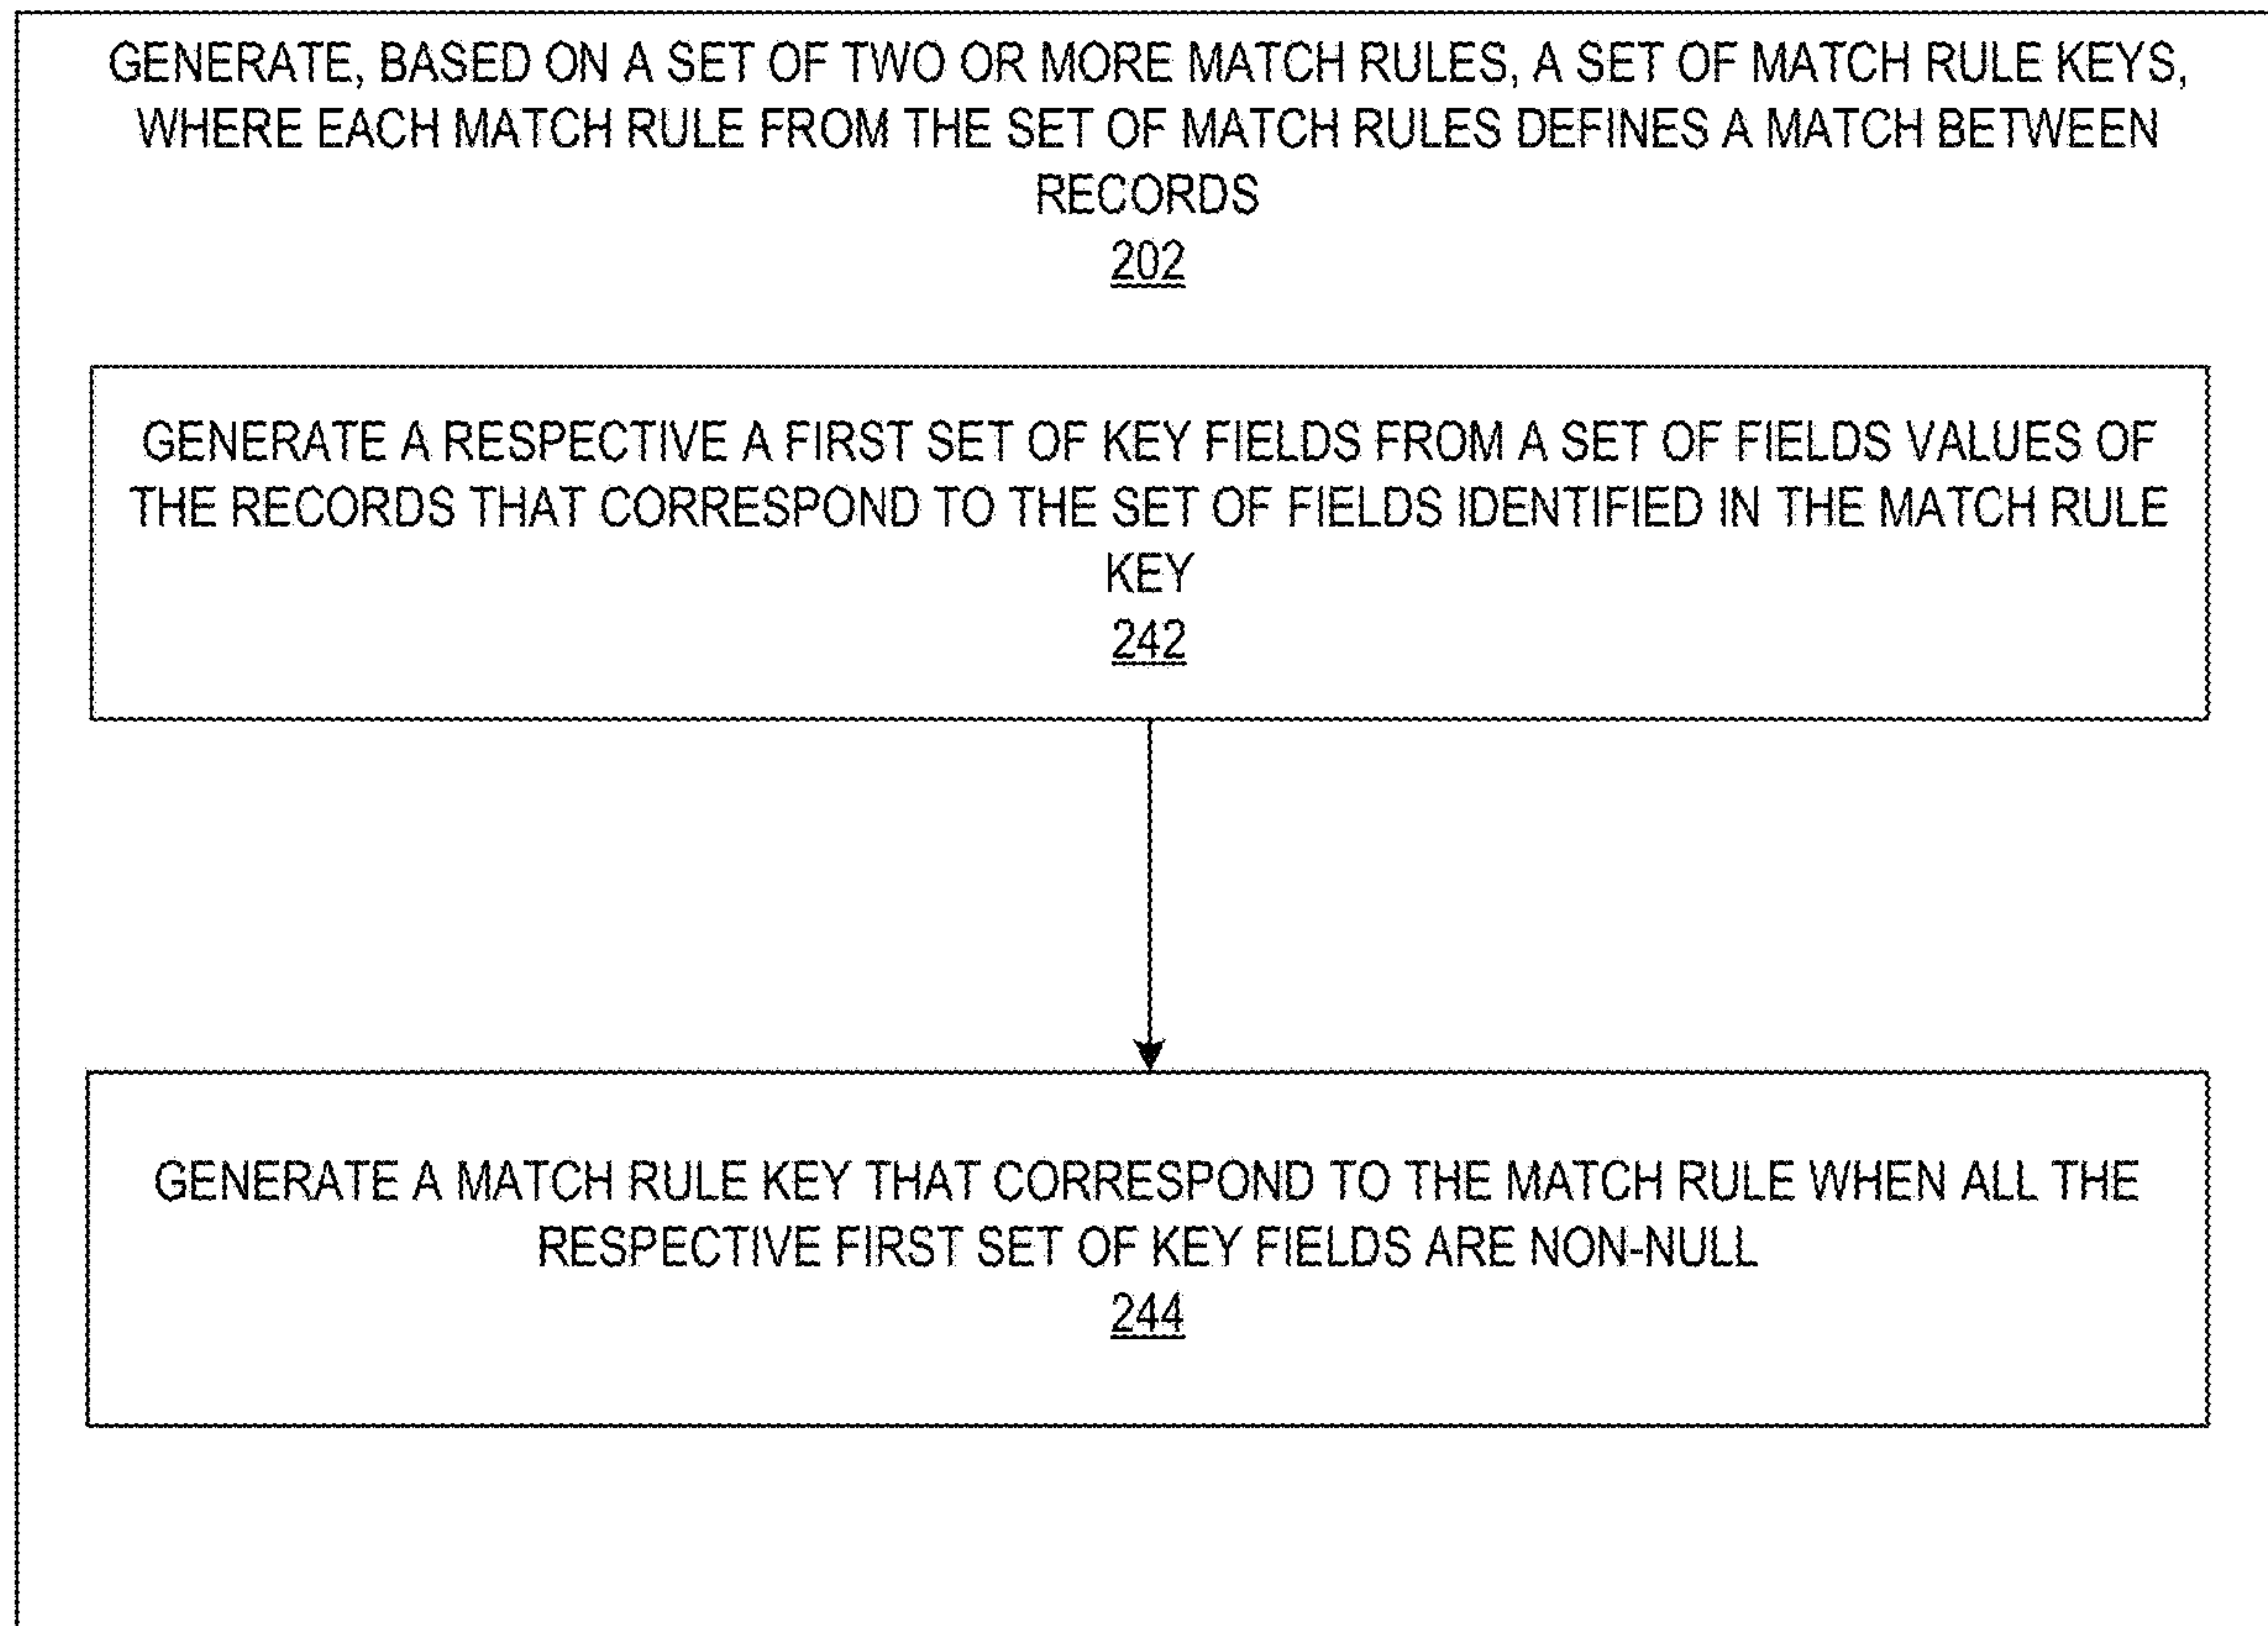 GENERATE, BASED ON A SET OF TWO OR MORE MATCH RULES, A SET OF MATCH RULE KEYS,
WHERE EACH MATCH RULE FROM THE SET OF MATCH RULES DEFINES A MATCH BETWEEN
RECORDS
202
GENERATE A RESPECTIVE A FIRST SET OF KEY FIELDS FROM A SET OF FIELDS VALUES OF
THE RECORDS THAT CORRESPOND TO THE SET OF FIELDS IDENTIFIED IN THE MATCH RULE
KEY
242
GENERATE A MATCH RULE KEY THAT CORRESPOND TO THE MATCH RULE WHEN ALL THE
RESPECTIVE FIRST SET OF KEY FIELDS ARE NON-NULL
244